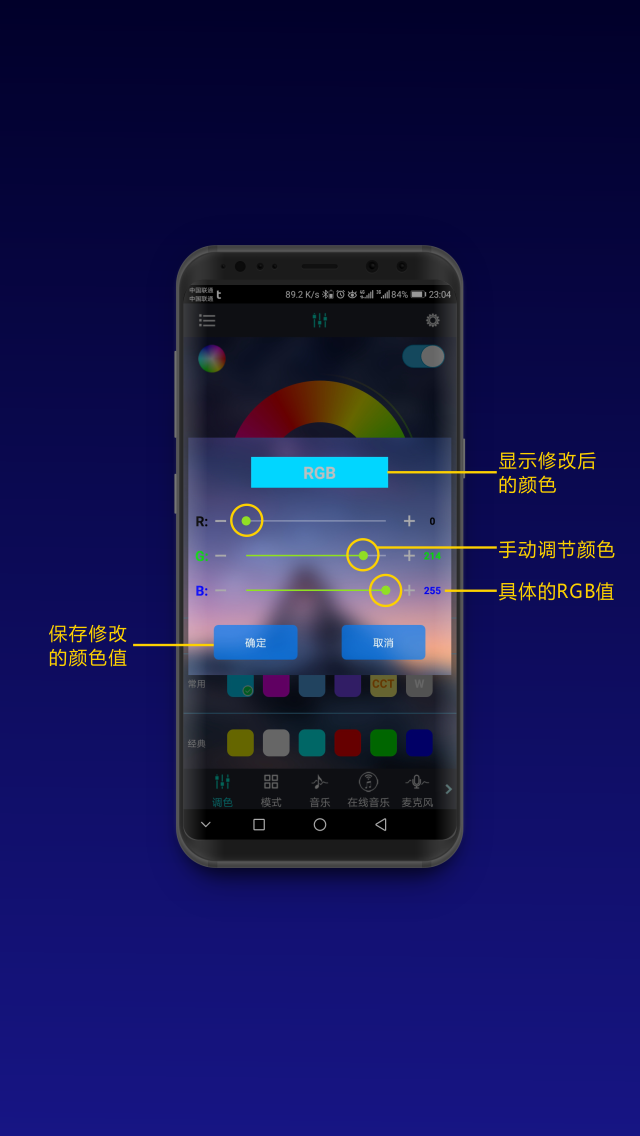 中国联通
中国联通
89.2 K/s 84% 23:04
RGB
显示修改后
的颜色
R: 0
G: 214
手动调节颜色
B: 255
具体的RGB值
保存修改
的颜色值
确定 取消
常用 CCT W
经典
调色 模式 音乐 在线音乐 麦克风